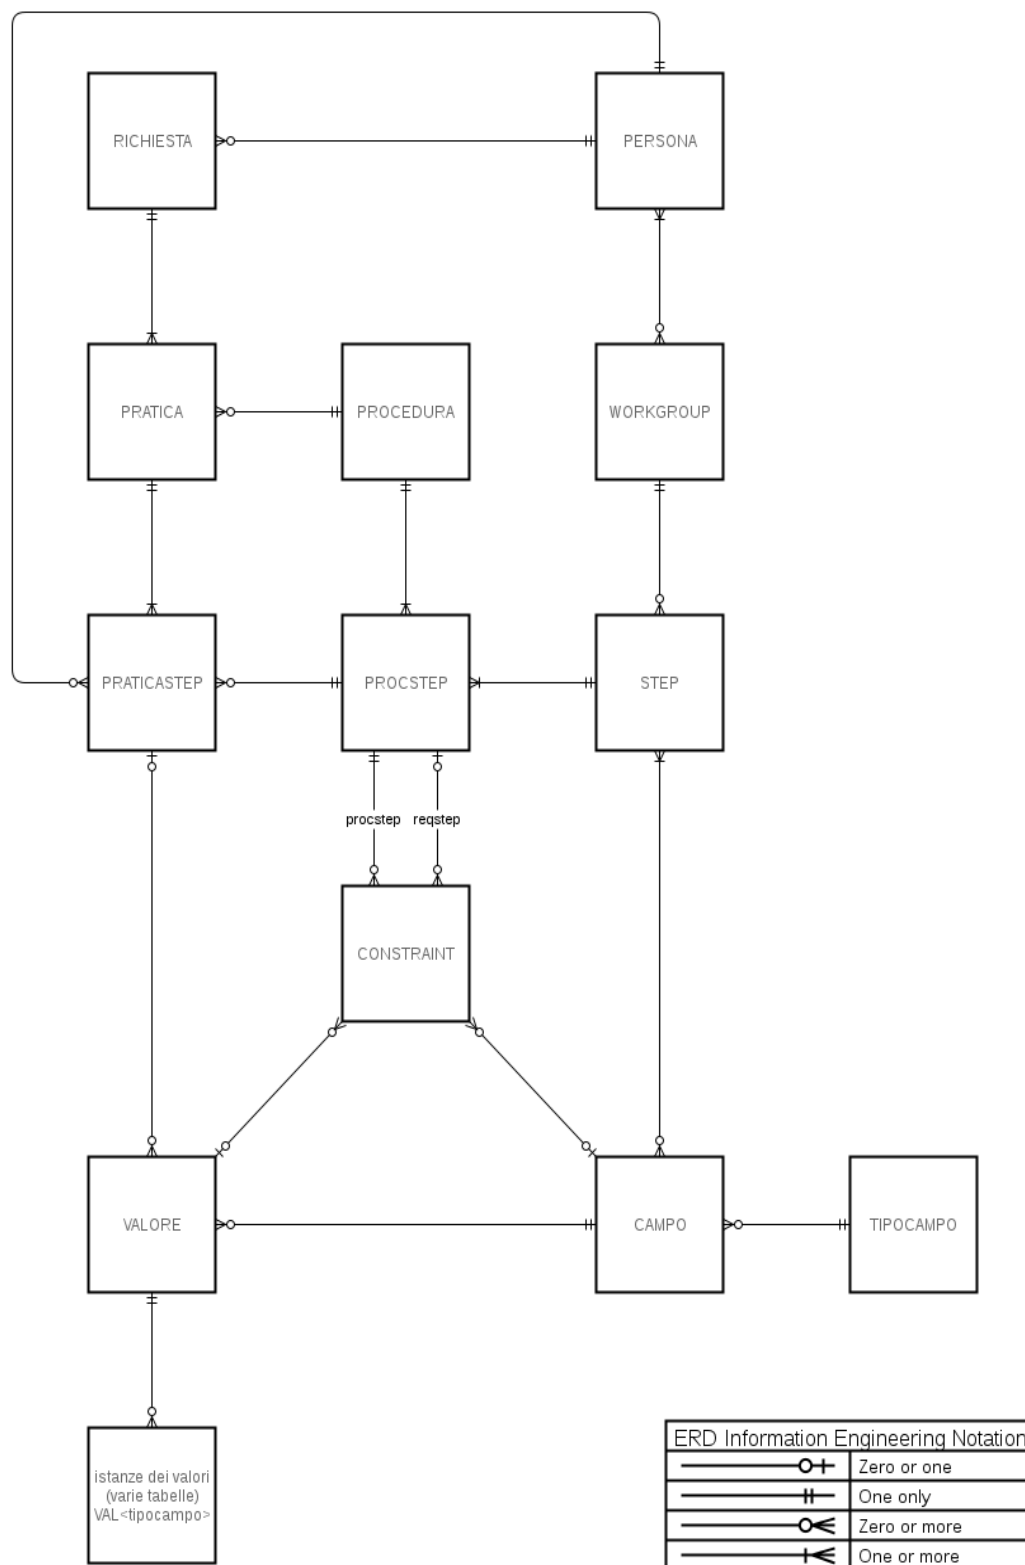 RICHIESTA
PERSONA
PRATICA
PROCEDURA
WORKGROUP
PRATICASTEP
PROCSTEP
STEP
procstep
reqstep
CONSTRAINT
VALORE
CAMPO
TIPOCAMPO
istanze dei valori
(varie tabelle)
VAL<tipocampo>
ERD Information Engineering Notation
Zero or one
One only
Zero or more
One or more